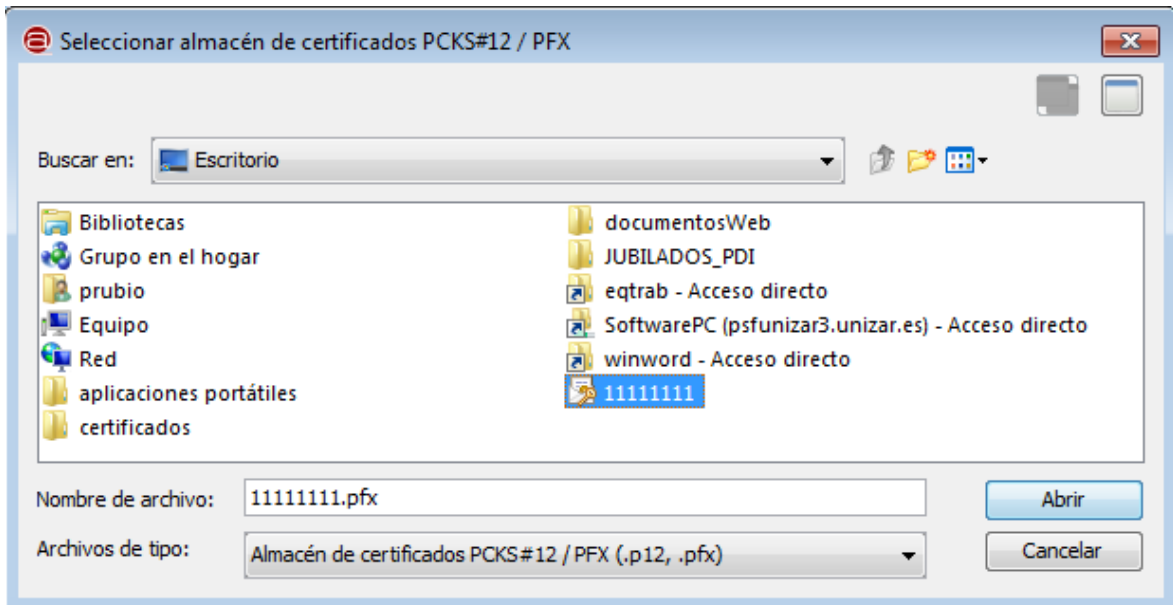 Seleccionar almacén de certificados PCKS#12 / PFX
Buscar en: Escritorio
Bibliotecas
Grupo en el hogar
prubio
Equipo
Red
aplicaciones portátiles
certificados
documentosWeb
JUBILADOS_PDI
eqtrab - Acceso directo
SoftwarePC (psfunizar3.unizar.es) - Acceso directo
winword - Acceso directo
11111111
Nombre de archivo: 11111111.pfx
Abrir
Archivos de tipo: Almacén de certificados PCKS#12 / PFX (.p12, .pfx)
Cancelar